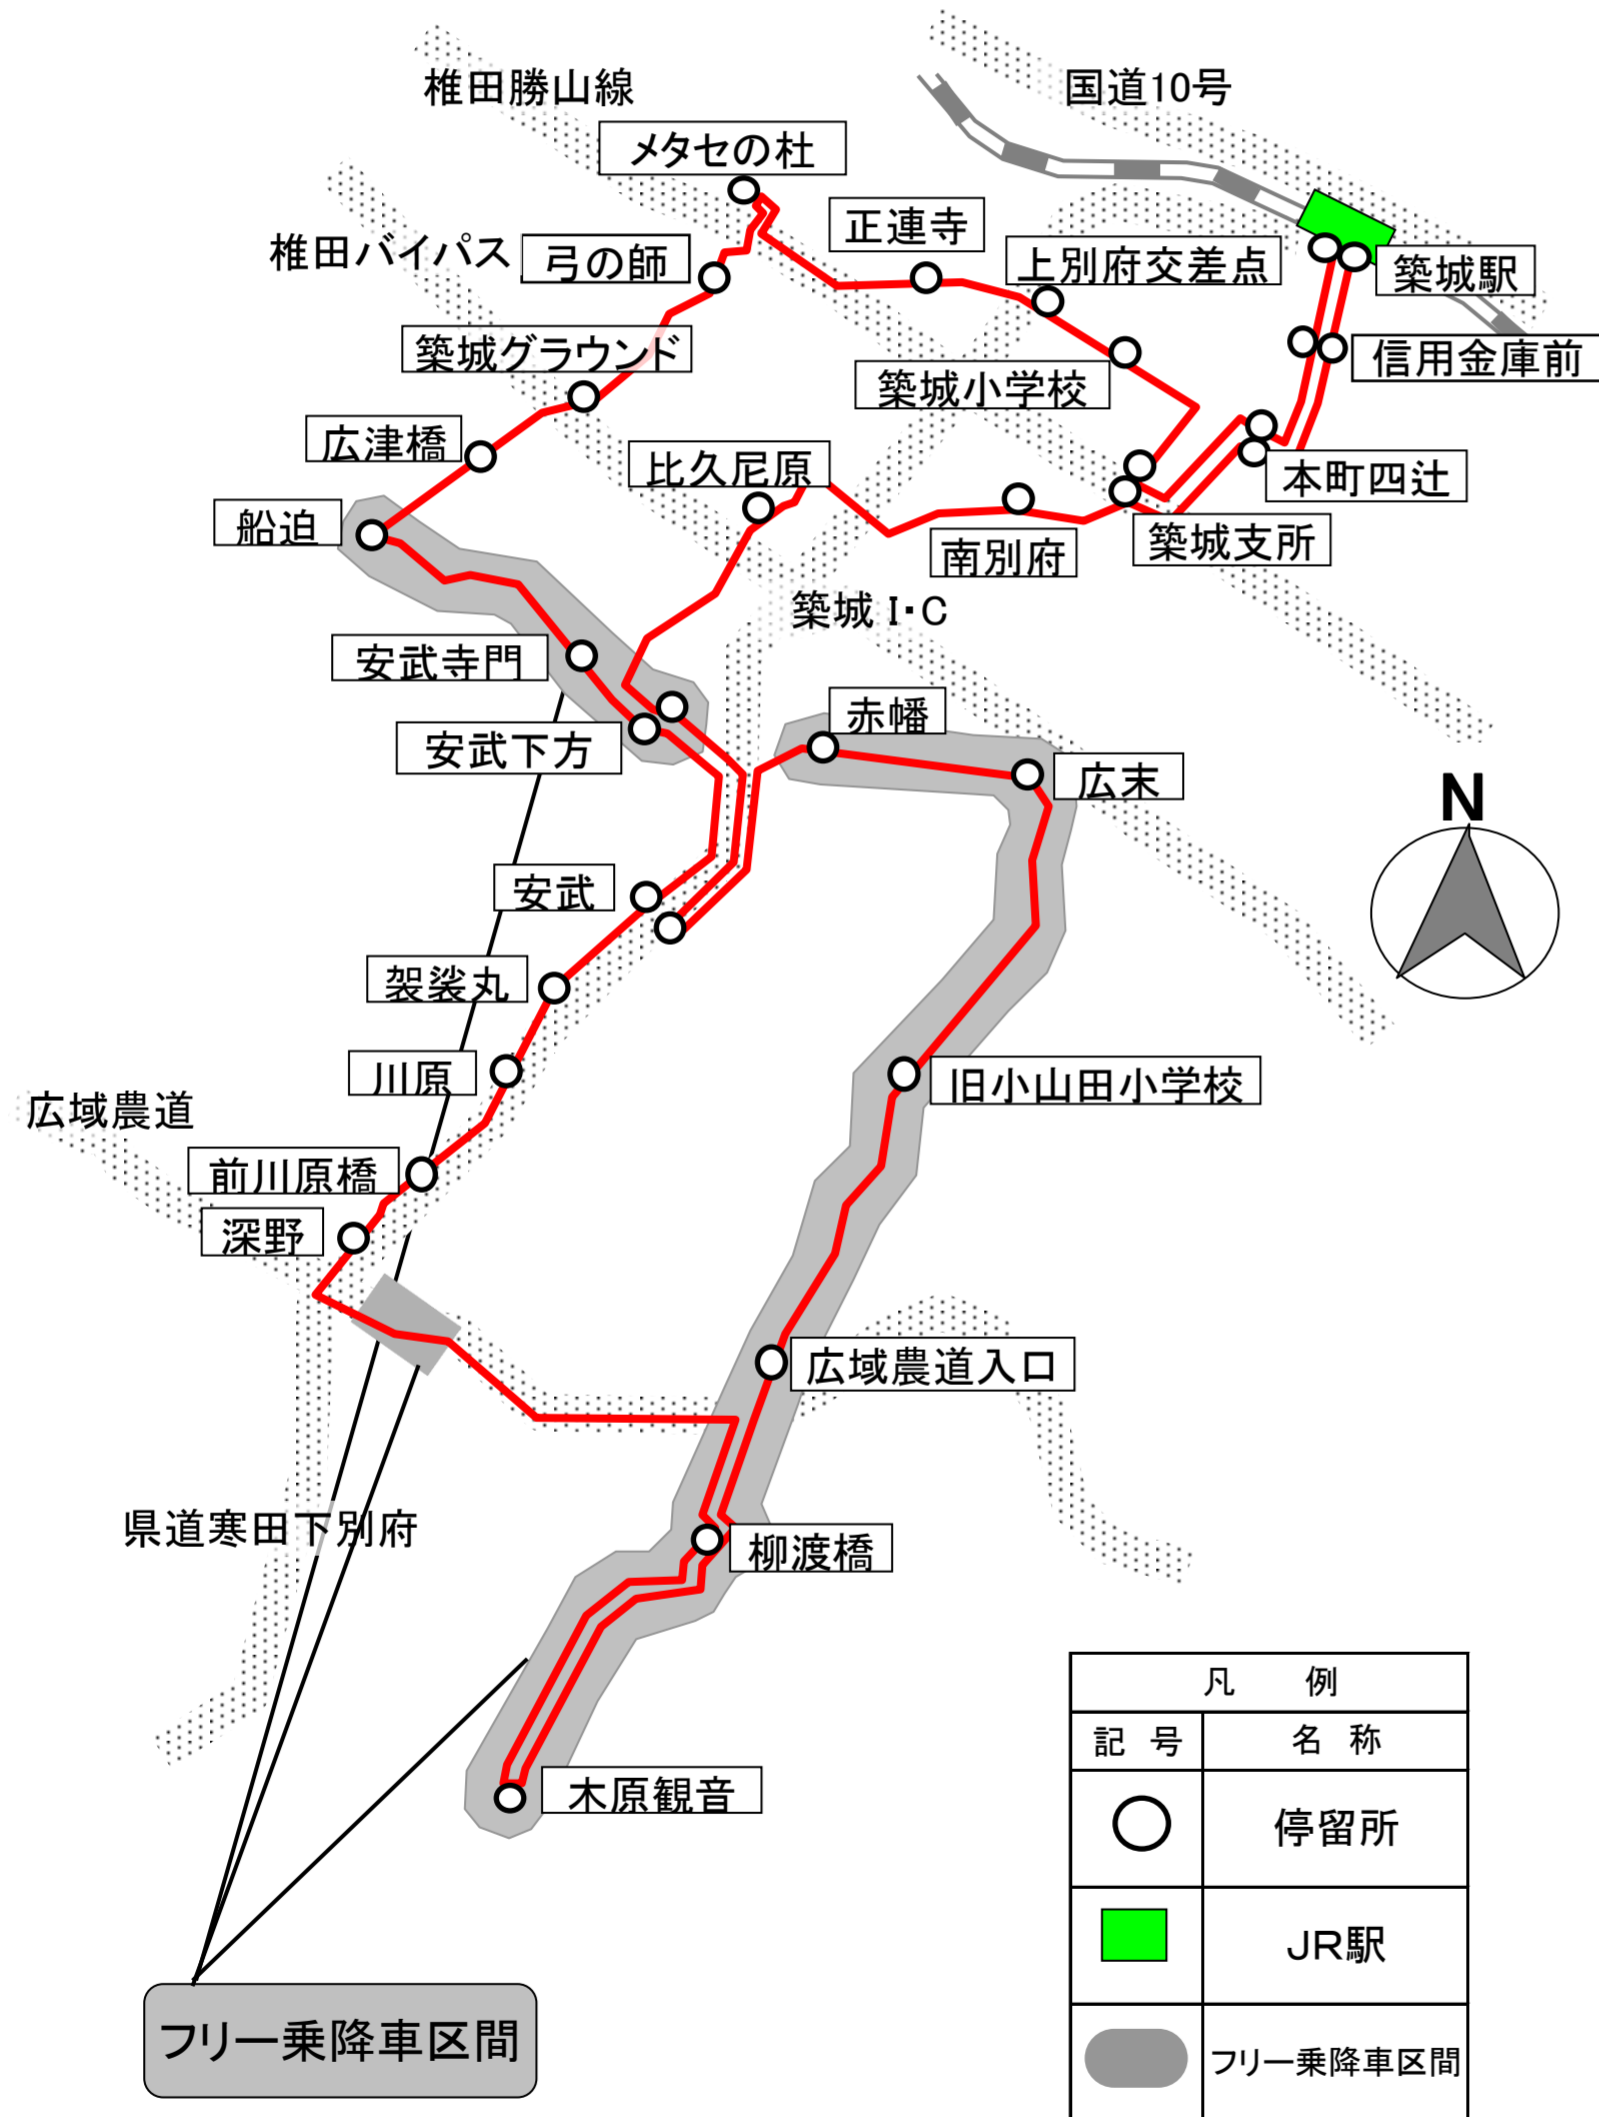 椎田勝山線
国道10号
メタセの杜
正連寺
椎田バイパス
弓の師
上別府交差点
築城駅
築城グラウンド
信用金庫前
築城小学校
広津橋
比久尼原
本町四辻
船迫
南別府
築城支所
築城 I・C
安武寺門
赤幡
安武下方
広末
N
安武
袈裟丸
川原
旧小山田小学校
広域農道
前川原橋
深野
広域農道入口
県道寒田下別府
柳渡橋
木原観音
フリー乗降車区間
凡 例
記 号 名 称
停留所
JR駅
フリー乗降車区間